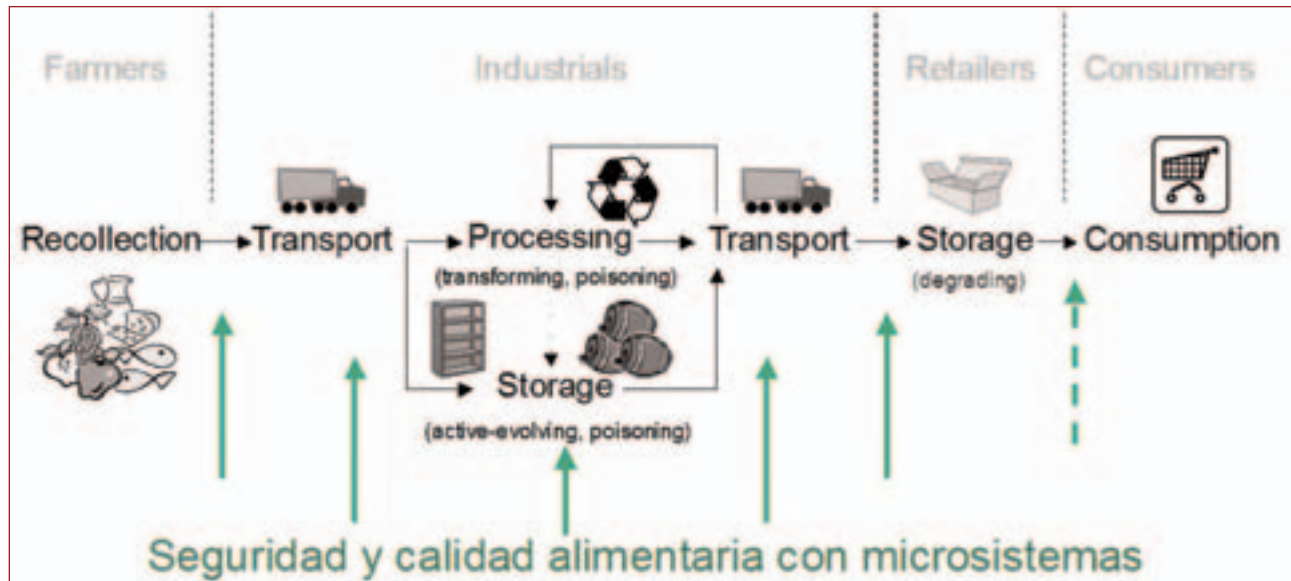 Farmers Industrials Retailers Consumers
Recollection Transport Processing Transport Storage Consumption
(transforming, poisoning) (degrading)
Storage
(active-evolving, poisoning)
Seguridad y calidad alimentaria con microsistemas